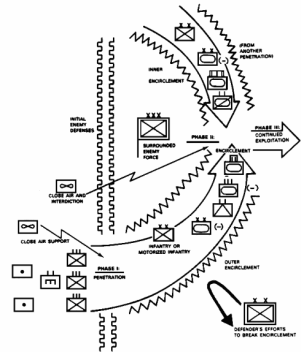 (FROM
ANOTHER
PENETRATION)
X X
X X
(-)
INNER
ENCIRCLEMENT
INITIAL
ENEMY
DEFENSES
XXX
SURROUNDED
ENEMY
FORCE
PHASE II:
ENCIRCLEMENT
PHASE III:
CONTINUED
EXPLOITATION
CLOSE AIR AND
INTERDICTION
CLOSE AIR SUPPORT
X X
INFANTRY OR
MOTORIZED INFANTRY
X X
(-)
(-)
OUTER
ENCIRCLEMENT
PHASE I:
PENETRATION
E
DEFENDER'S EFFORTS
TO BREAK ENCIRCLEMENT